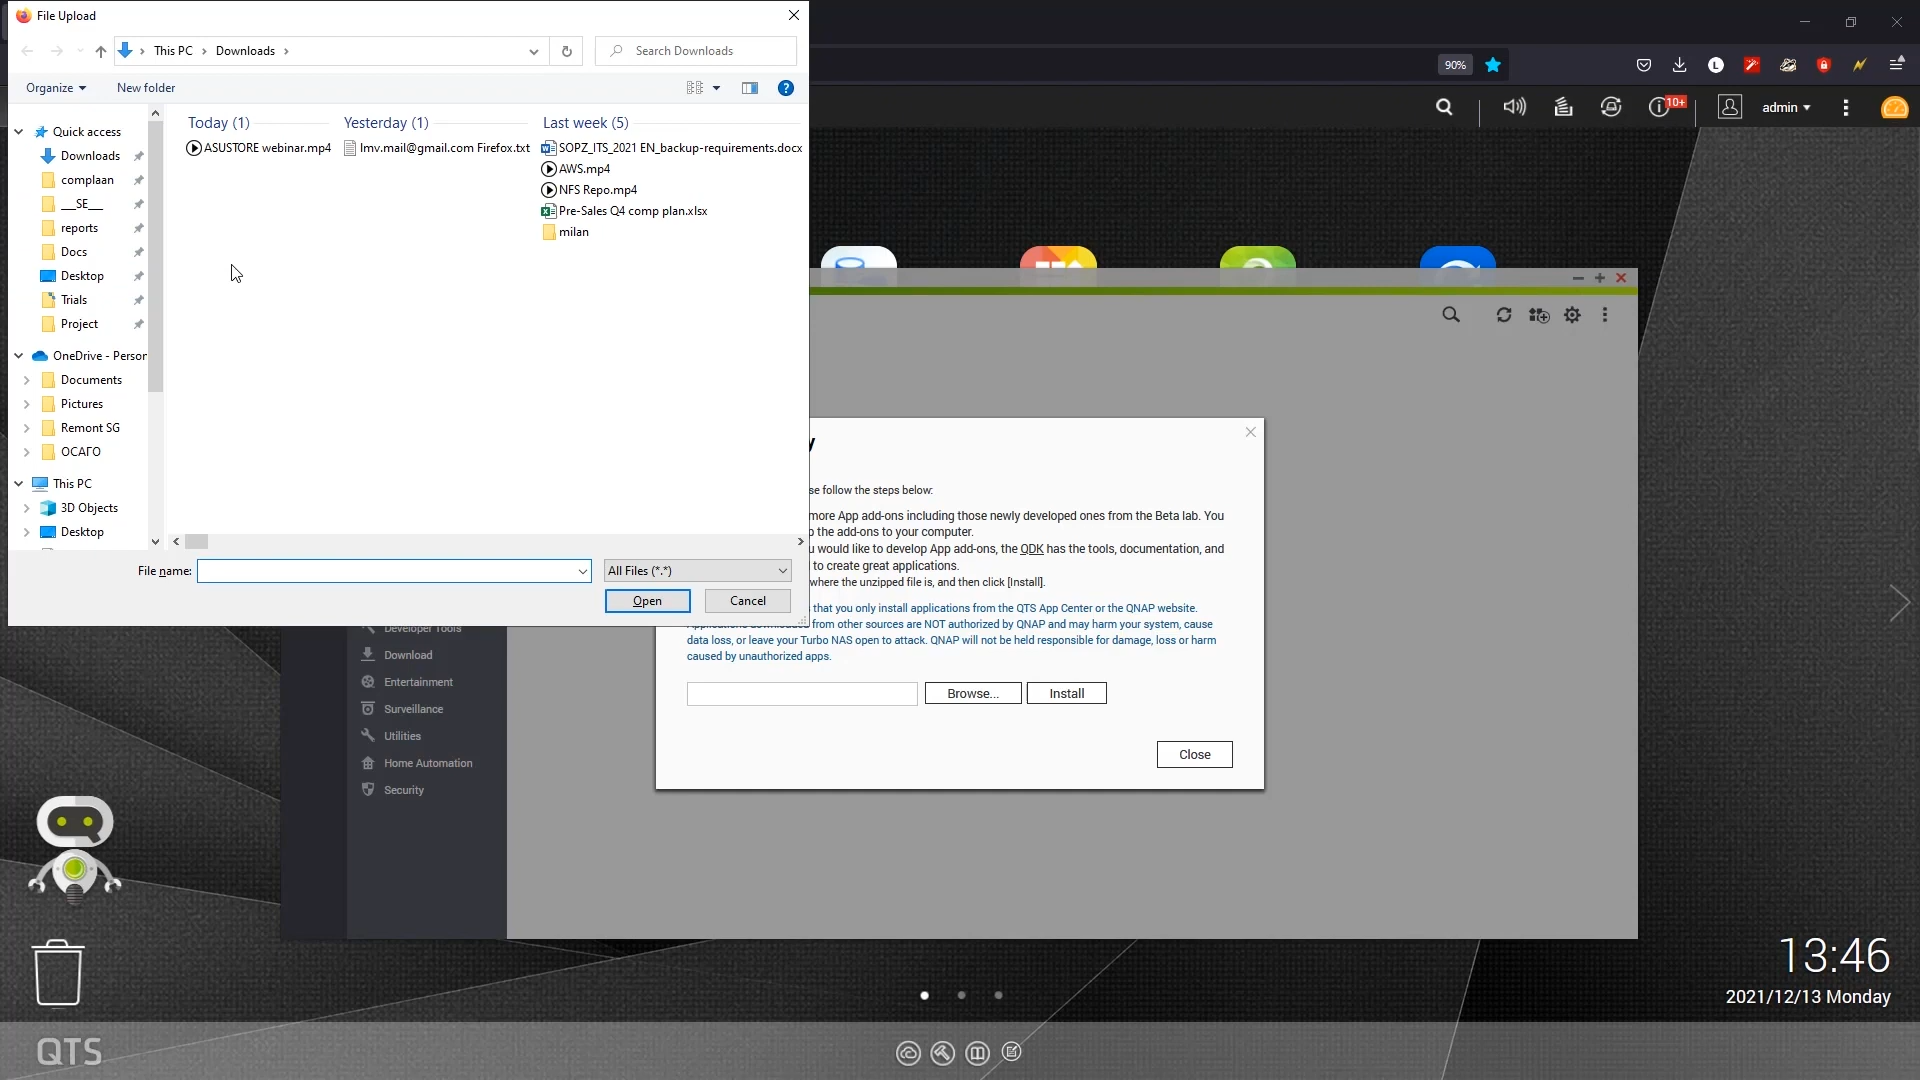 File Upload
This PC
Downloads
Search Downloads
Organize
New folder
Quick access
Downloads
complaan
__SE__
reports
Docs
Desktop
Trials
Project
OneDrive - Person
Documents
Pictures
Remont SG
ОСАГО
This PC
3D Objects
Desktop
Today (1)
ASUSTORE webinar.mp4
Yesterday (1)
lmv.mail@gmail.com Firefox.txt
Last week (5)
SOPZ_ITS_2021 EN_backup-requirements.docx
AWS.mp4
NFS Repo.mp4
Pre-Sales Q4 comp plan.xlsx
milan
File name:
All Files (*.*)
Open
Cancel
90%
L
10+
admin
y
se follow the steps below:
more App add-ons including those newly developed ones from the Beta lab. You
p the add-ons to your computer.
u would like to develop App add-ons, the QDK has the tools, documentation, and
to create great applications.
where the unzipped file is, and then click [Install].
that you only install applications from the QTS App Center or the QNAP website.
Applications downloaded from other sources are NOT authorized by QNAP and may harm your system, cause
data loss, or leave your Turbo NAS open to attack. QNAP will not be held responsible for damage, loss or harm
caused by unauthorized apps.
Browse...
Install
Close
Developer Tools
Download
Entertainment
Surveillance
Utilities
Home Automation
Security
13:46
2021/12/13 Monday
QTS